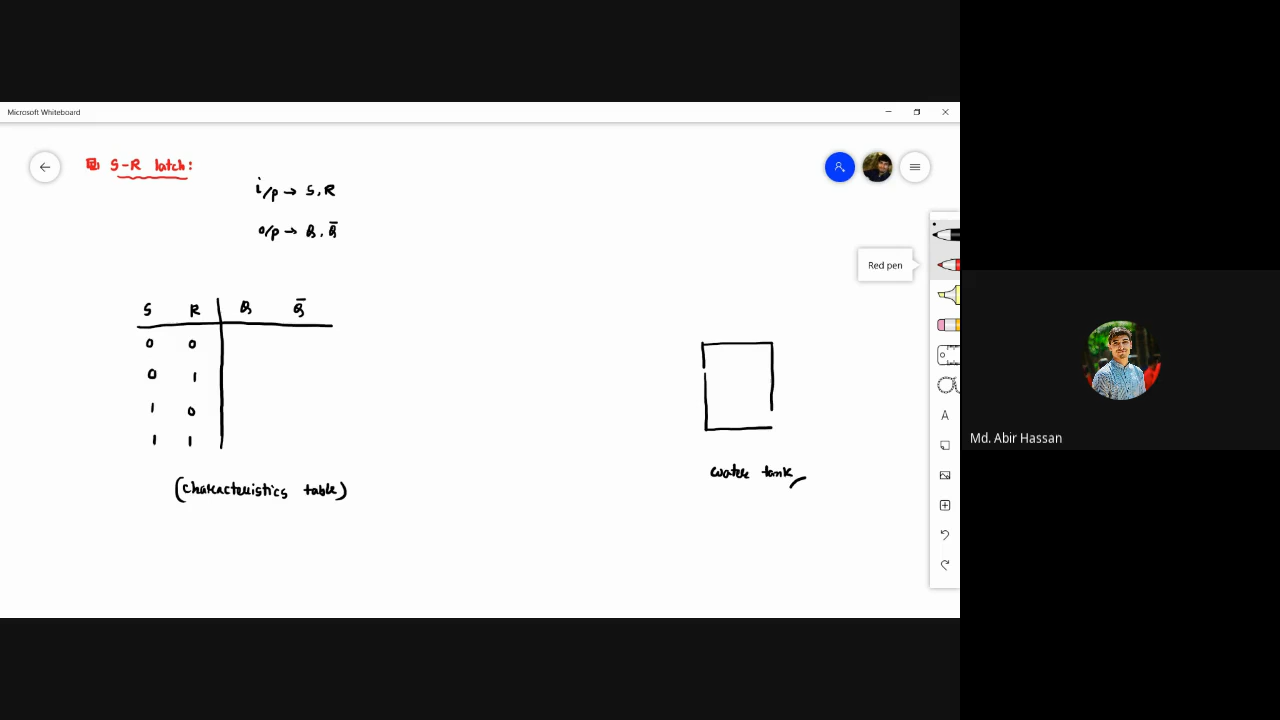 Microsoft Whiteboard
S-R latch:
i/p → S, R
o/p → Q, Q̅
Red pen
S R Q Q̅
0 0
0 1
1 0
1 1
(characteristics table)
water tank
A
Md. Abir Hassan